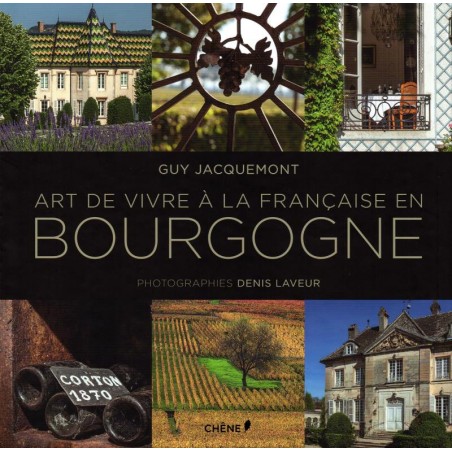 GUY JACQUEMONT
ART DE VIVRE À LA FRANÇAISE EN
BOURGOGNE
PHOTOGRAPHIES DENIS LAVEUR
CORTON
1870
CHÊNE